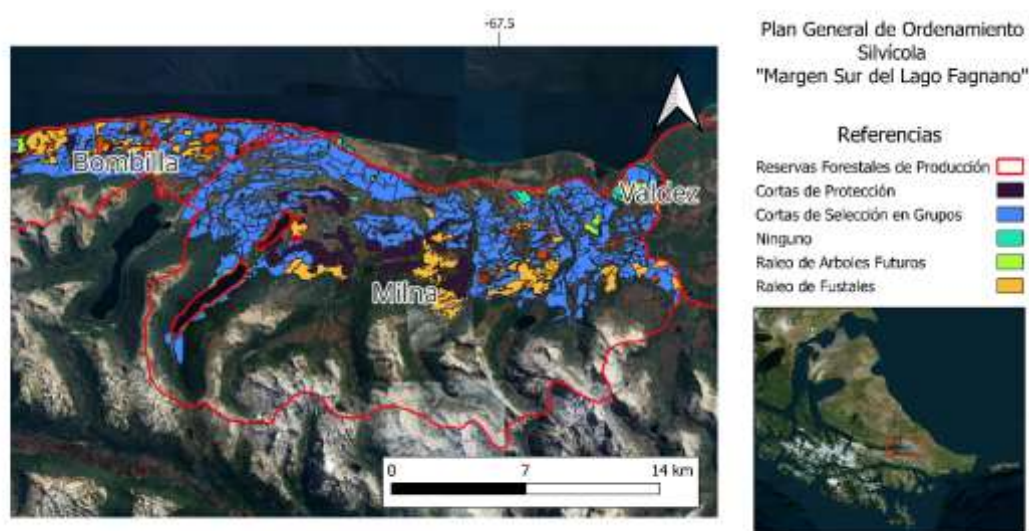 -67.5
Plan General de Ordenamiento
Silvícola
"Margen Sur del Lago Fagnano"
Referencias
Reservas Forestales de Producción
Cortas de Protección
Cortas de Selección en Grupos
Ninguno
Raleo de Arboles Futuros
Raleo de Fustales
Bombilla
Valdez
Milna
0 7 14 km